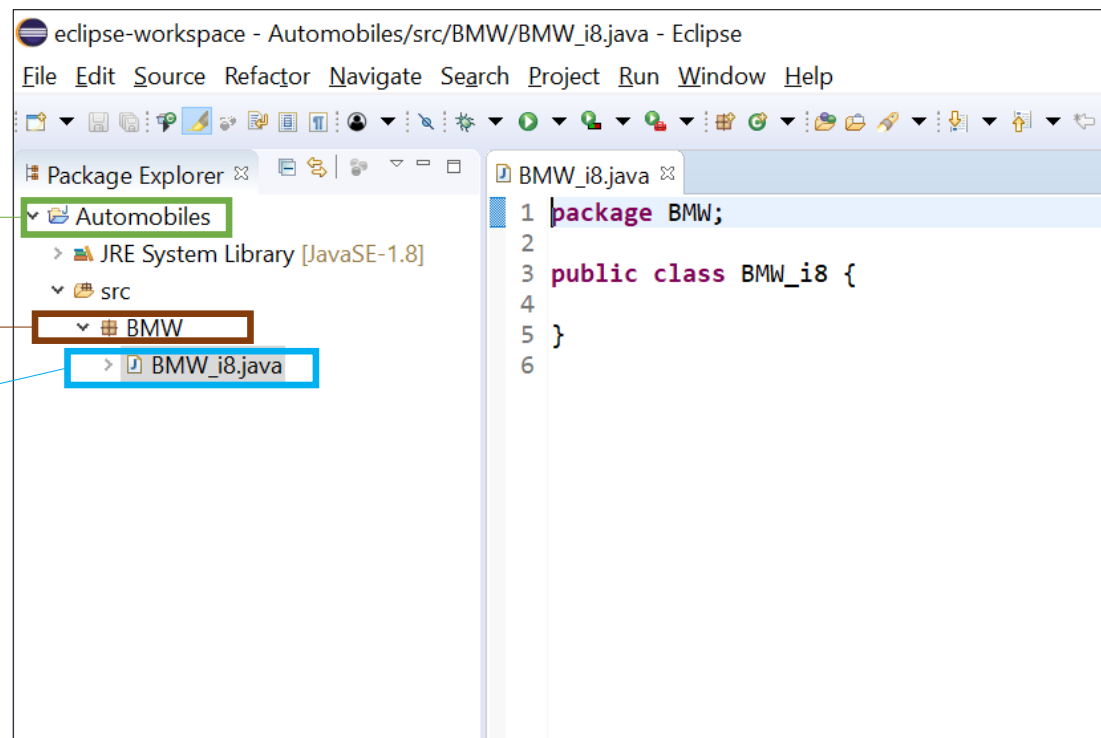 eclipse-workspace - Automobiles/src/BMW/BMW_i8.java - Eclipse
File Edit Source Refactor Navigate Search Project Run Window Help
Package Explorer
Automobiles
JRE System Library [JavaSE-1.8]
src
BMW
BMW_i8.java
BMW_i8.java
1 package BMW;
2
3 public class BMW_i8 {
4
5 }
6